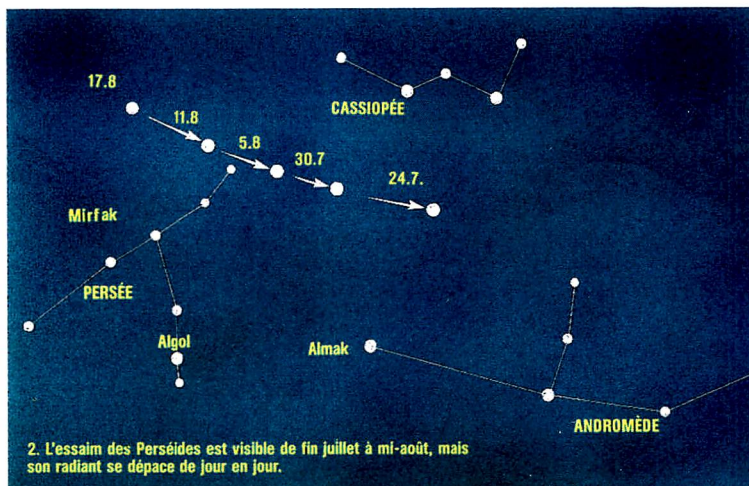 17.8
11.8
5.8
30.7
24.7.
CASSIOPÉE
Mirfak
PERSÉE
Algol
Almak
ANDROMÈDE
2. L'essaim des Perséides est visible de fin juillet à mi-août, mais
son radiant se dépace de jour en jour.